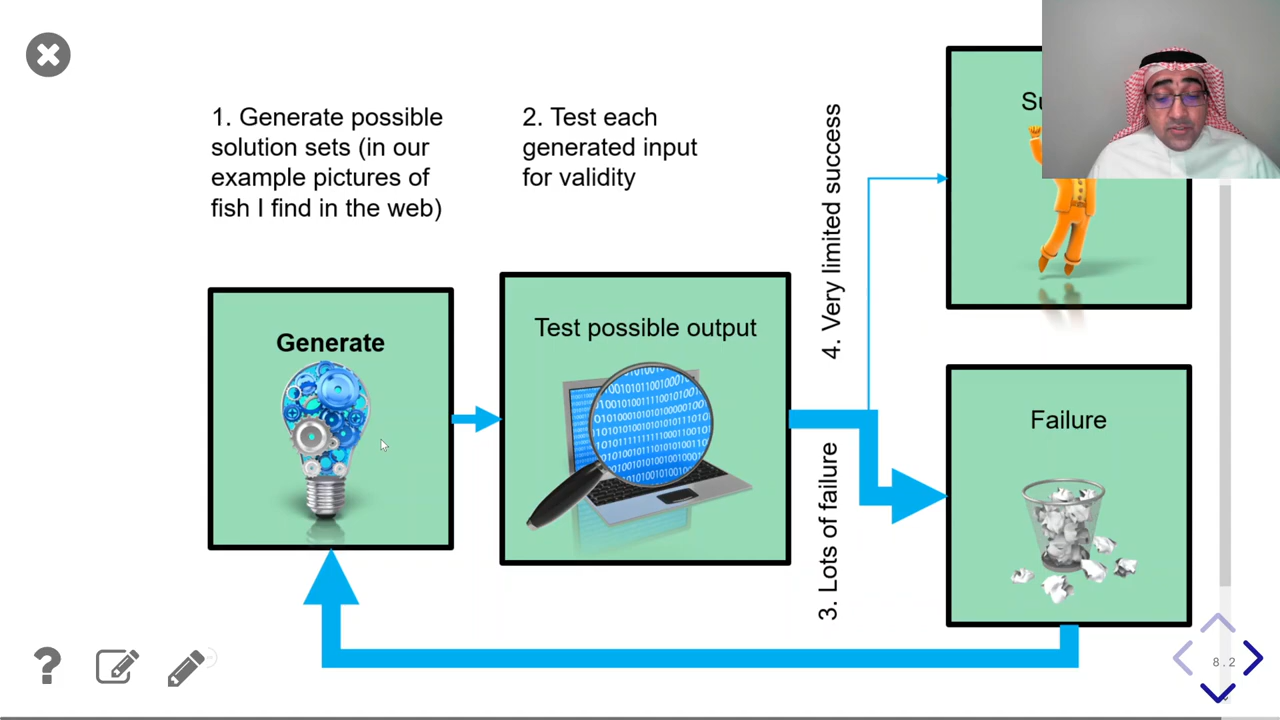 1. Generate possible
solution sets (in our
example pictures of
fish I find in the web)
2. Test each
generated input
for validity
4. Very limited success
Generate
Test possible output
3. Lots of failure
Failure
8.2